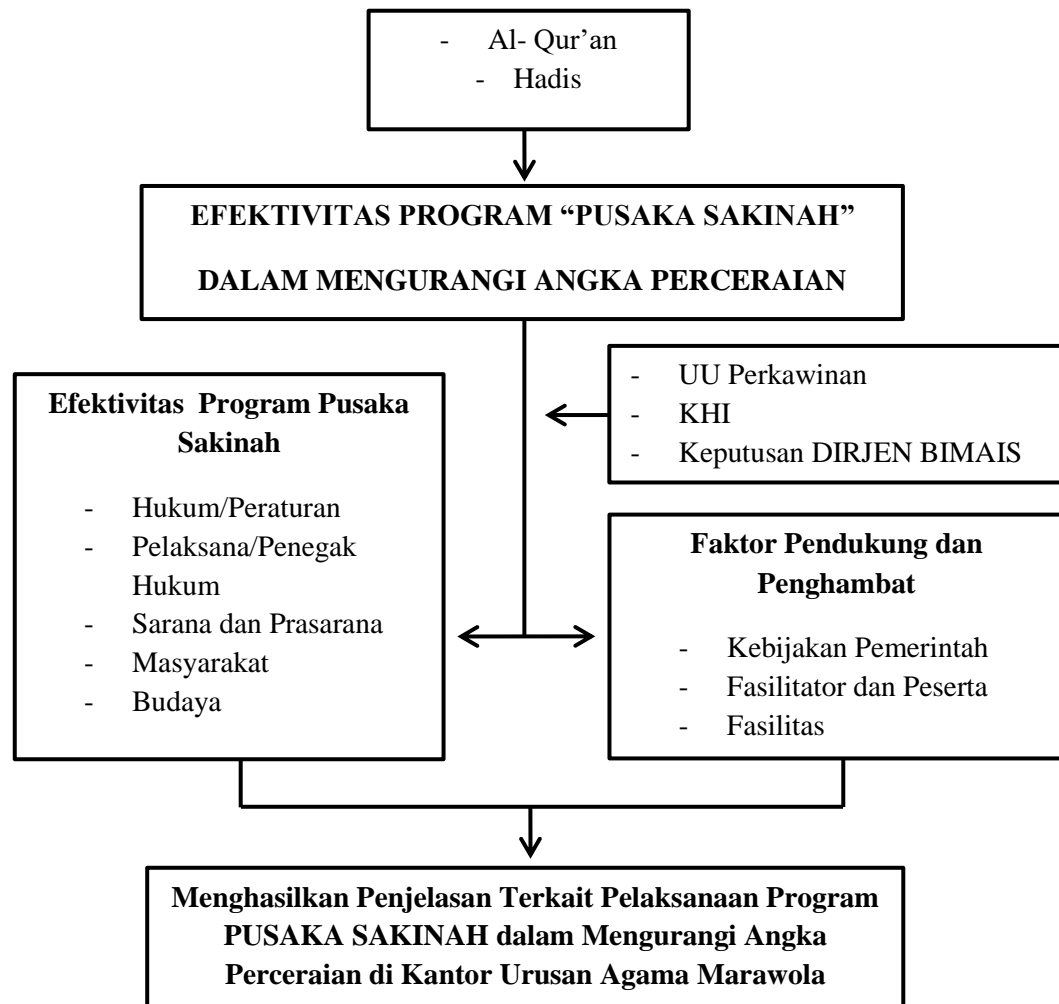 - Al- Qur’an
- Hadis
EFEKTIVITAS PROGRAM “PUSAKA SAKINAH”
DALAM MENGURANGI ANGKA PERCERAIAN
- UU Perkawinan
- KHI
- Keputusan DIRJEN BIMAIS
Efektivitas Program Pusaka
Sakinah
- Hukum/Peraturan
- Pelaksana/Penegak
Hukum
- Sarana dan Prasarana
- Masyarakat
- Budaya
Faktor Pendukung dan
Penghambat
- Kebijakan Pemerintah
- Fasilitator dan Peserta
- Fasilitas
Menghasilkan Penjelasan Terkait Pelaksanaan Program
PUSAKA SAKINAH dalam Mengurangi Angka
Perceraian di Kantor Urusan Agama Marawola